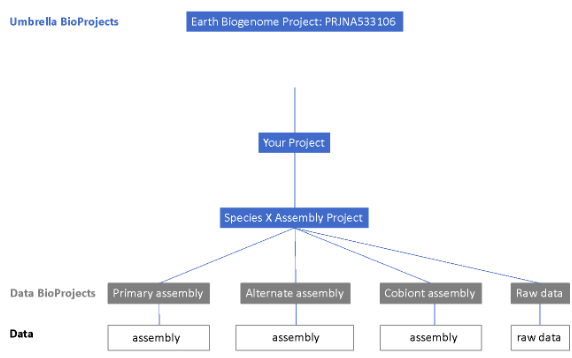 Umbrella BioProjects
Earth Biogenome Project: PRJNA533106
Your Project
Species X Assembly Project
Data BioProjects
Primary assembly
Alternate assembly
Cobiont assembly
Raw data
Data
assembly
assembly
assembly
raw data